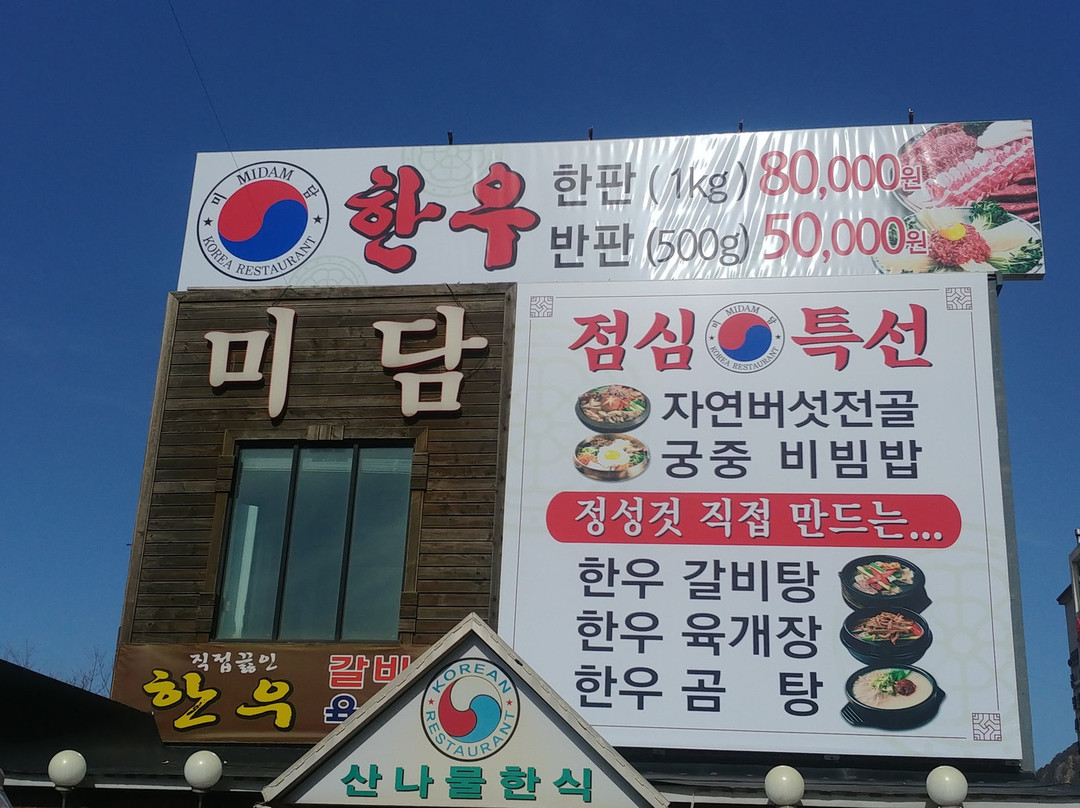 미 MIDAM 담
KOREA RESTAURANT
한우
한판 (1kg) 80,000원
반판 (500g) 50,000원
미 담
점심
미 MIDAM 담
KOREA RESTAURANT
특선
자연버섯전골
궁중 비빔밥
정성껏 직접 만드는...
한우 갈비탕
한우 육개장
한우 곰 탕
직접끓인
한우
갈비
육
KOREAN
RESTAURANT
산나물한식